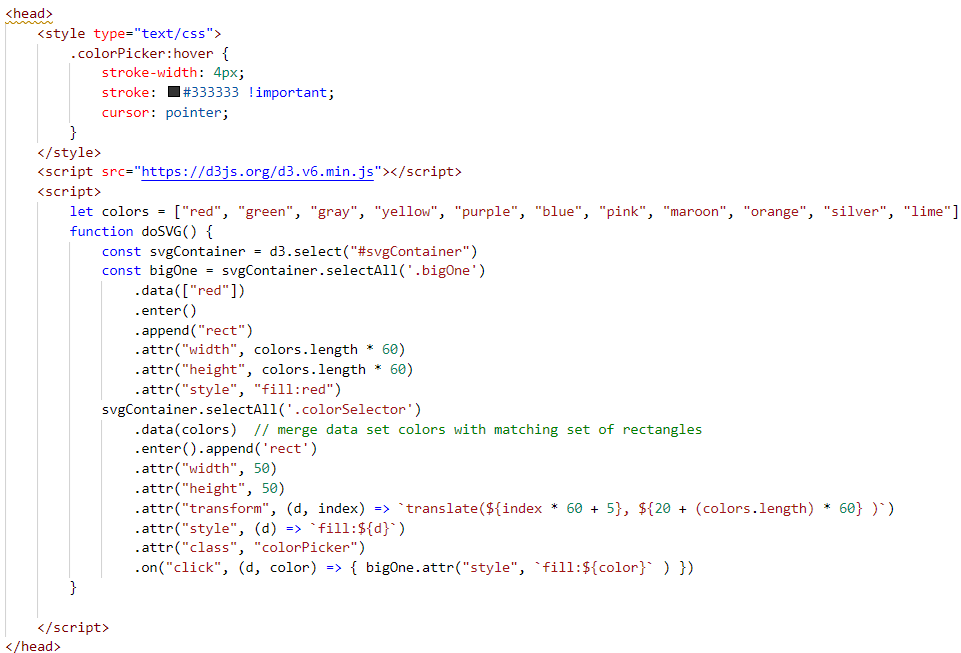 <head>
    <style type="text/css">
        .colorPicker:hover {
            stroke-width: 4px;
            stroke: #333333 !important;
            cursor: pointer;
        }
    </style>
    <script src="https://d3js.org/d3.v6.min.js"></script>
    <script>
        let colors = ["red", "green", "gray", "yellow", "purple", "blue", "pink", "maroon", "orange", "silver", "lime"]
        function doSVG() {
            const svgContainer = d3.select("#svgContainer")
            const bigOne = svgContainer.selectAll('.bigOne')
                .data(["red"])
                .enter()
                .append("rect")
                .attr("width", colors.length * 60)
                .attr("height", colors.length * 60)
                .attr("style", "fill:red")
            svgContainer.selectAll('.colorSelector')
                .data(colors)  // merge data set colors with matching set of rectangles
                .enter().append('rect')
                .attr("width", 50)
                .attr("height", 50)
                .attr("transform", (d, index) => `translate(${index * 60 + 5}, ${20 + (colors.length) * 60} )`)
                .attr("style", (d) => `fill:${d}`)
                .attr("class", "colorPicker")
                .on("click", (d, color) => { bigOne.attr("style", `fill:${color}` ) })
        }
    </script>
</head>